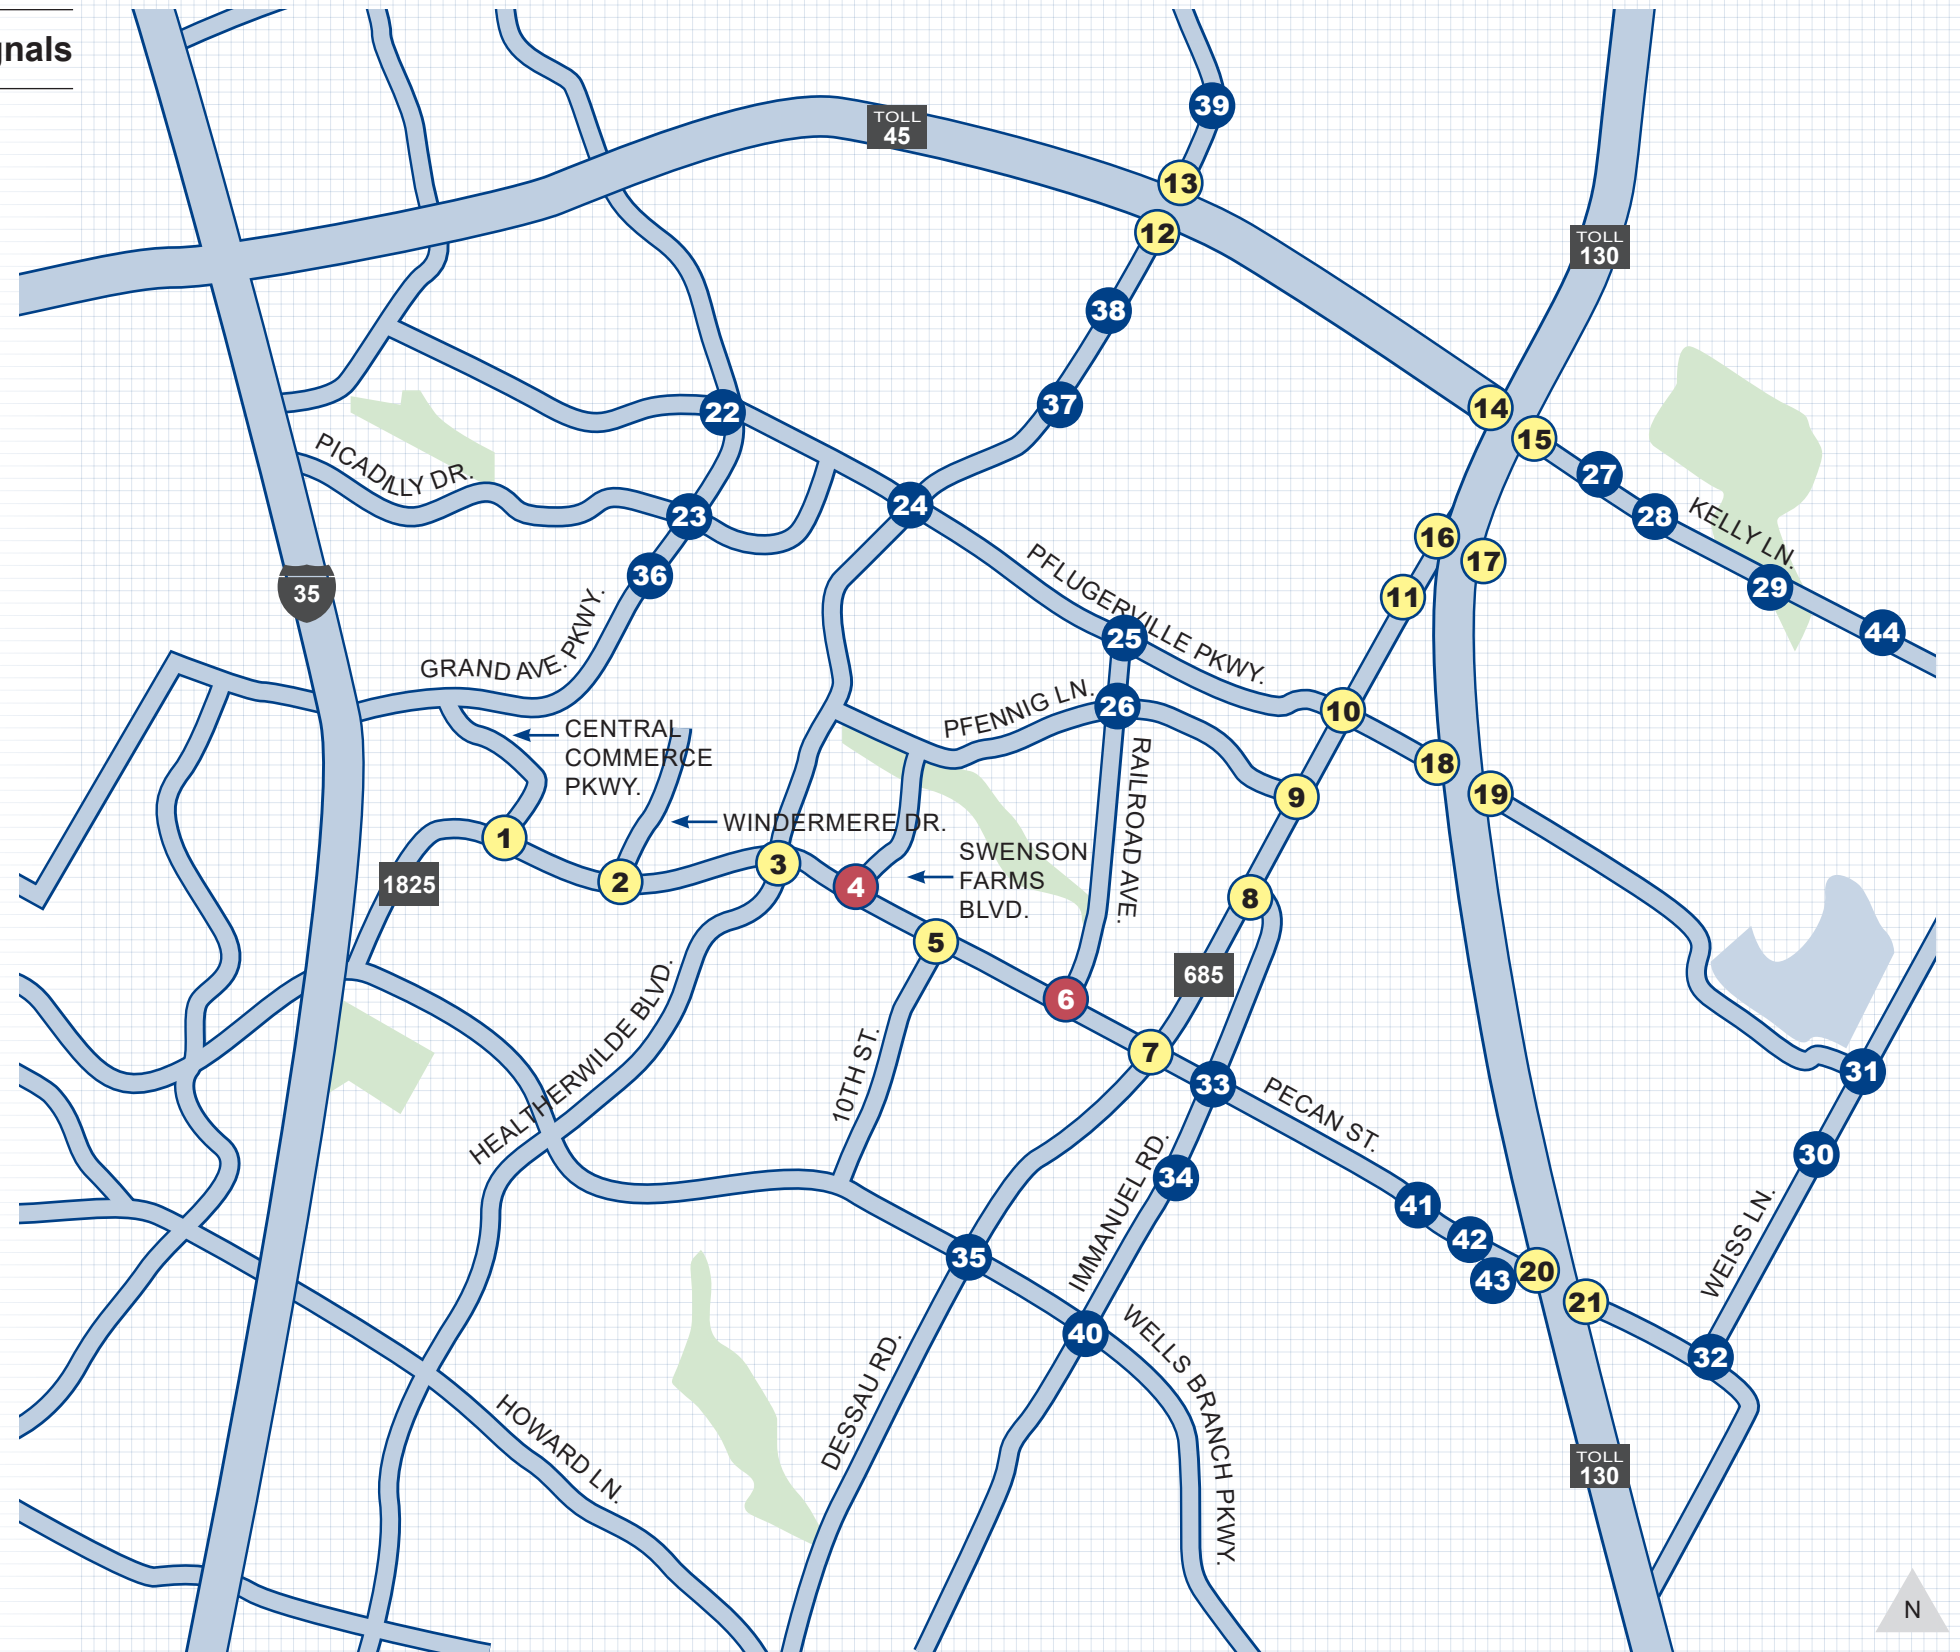 gnals
TOLL
45
39
13
12
TOLL
130
38
37
22
14
15
PICADILLY DR.
27
24
23
28
KELLY LN.
16
PFLUGERVILLE PKWY.
17
36
29
35
11
44
25
GRAND AVE. PKWY.
PFENNIG LN.
26
10
CENTRAL
COMMERCE
PKWY.
18
RAILROAD AVE.
19
9
WINDERMERE DR.
1
SWENSON
FARMS
BLVD.
3
2
1825
4
8
5
685
6
HEALTHERWILDE BLVD.
10TH ST.
7
31
33
PECAN ST.
30
34
IMMANUEL RD.
41
42
WEISS LN.
35
43
20
21
40
WELLS BRANCH PKWY.
32
DESSAU RD.
HOWARD LN.
TOLL
130
N